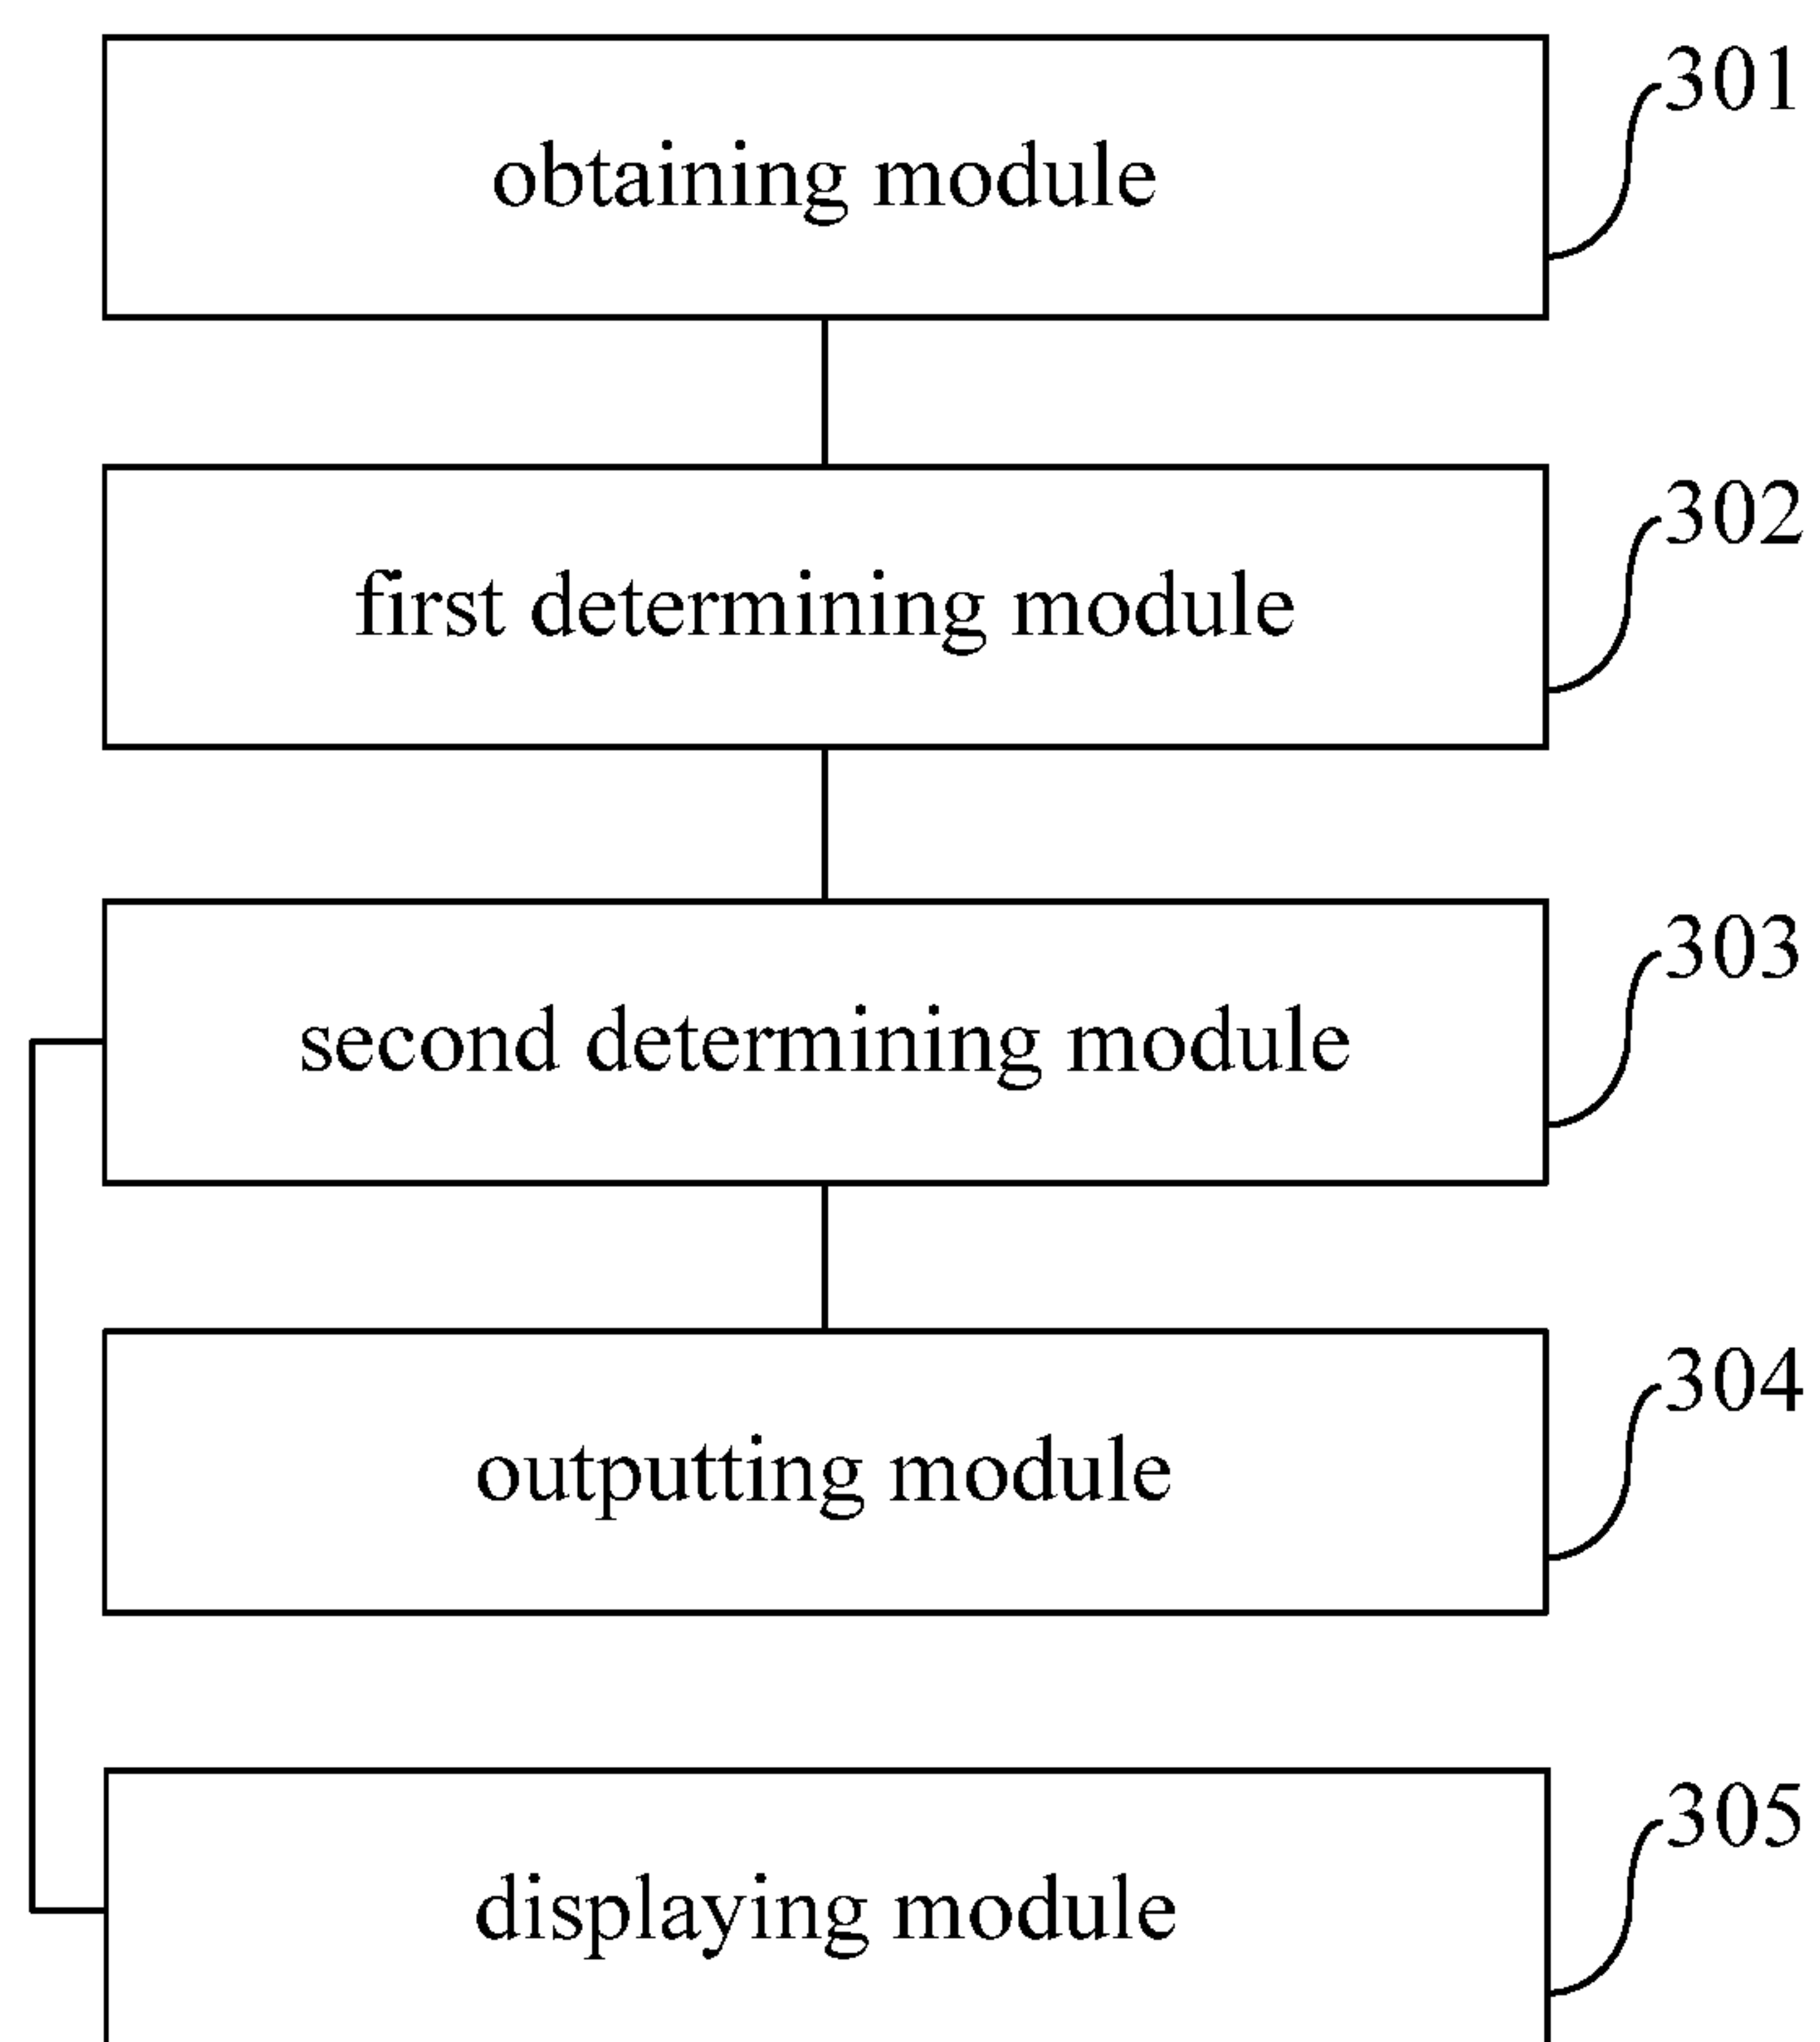 301
obtaining module
302
first determining module
303
second determining module
304
outputting module
305
displaying module